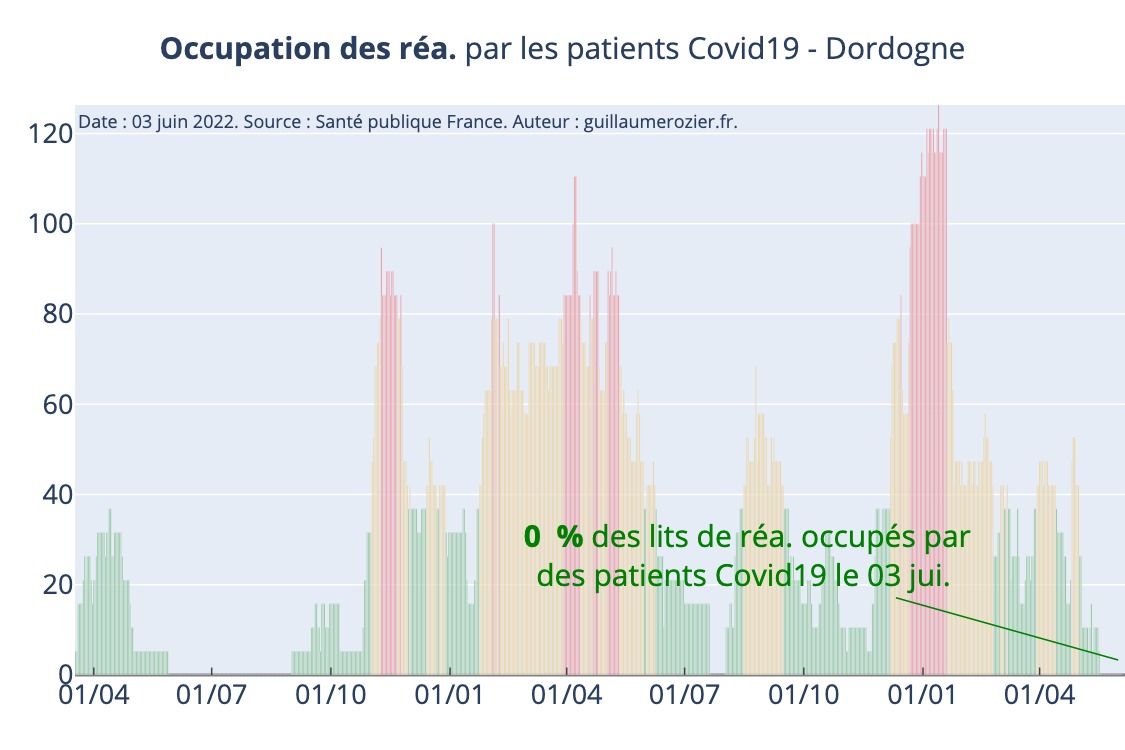 Occupation des réa. par les patients Covid19 - Dordogne
Date : 03 juin 2022. Source : Santé publique France. Auteur : guillaumerozier.fr.
120
100
80
60
40
0 % des lits de réa. occupés par
des patients Covid19 le 03 jui.
20
0
01/04 01/07 01/10 01/01 01/04 01/07 01/10 01/01 01/04